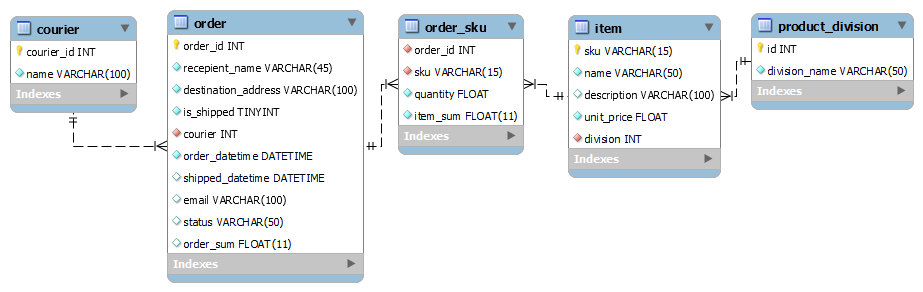 courier
courier_id INT
name VARCHAR(100)
Indexes
order
order_id INT
recepient_name VARCHAR(45)
destination_address VARCHAR(100)
is_shipped TINYINT
courier INT
order_datetime DATETIME
shipped_datetime DATETIME
email VARCHAR(100)
status VARCHAR(50)
order_sum FLOAT(11)
Indexes
order_sku
order_id INT
sku VARCHAR(15)
quantity FLOAT
item_sum FLOAT(11)
Indexes
item
sku VARCHAR(15)
name VARCHAR(50)
description VARCHAR(100)
unit_price FLOAT
division INT
Indexes
product_division
id INT
division_name VARCHAR(50)
Indexes